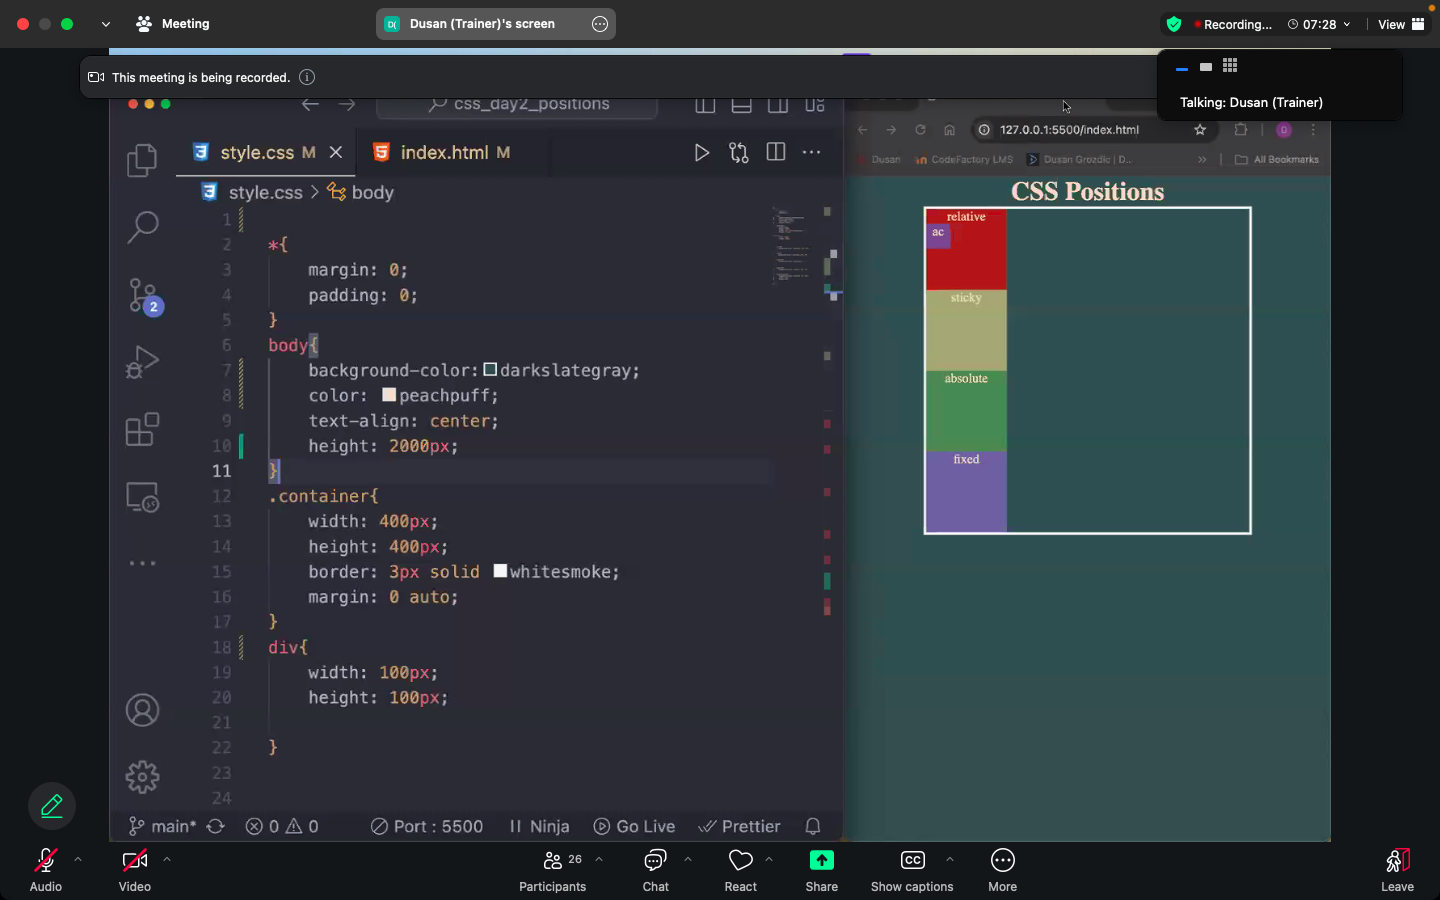 Meeting
D( Dusan (Trainer)'s screen
Recording...
07:28
View
This meeting is being recorded.
Talking: Dusan (Trainer)
css_day2_positions
style.css M
index.html M
style.css > body
1
2 *{
3 margin: 0;
4 padding: 0;
5 }
6 body{
7 background-color: darkslategray;
8 color: peachpuff;
9 text-align: center;
10 height: 2000px;
11 }
12 .container{
13 width: 400px;
14 height: 400px;
15 border: 3px solid whitesmoke;
16 margin: 0 auto;
17 }
18 div{
19 width: 100px;
20 height: 100px;
21
22 }
23
24
2
main*
0 0
Port : 5500
Ninja
Go Live
Prettier
127.0.0.1:5500/index.html
D
Dusan
CodeFactory LMS
Dusan Grozdic | D...
All Bookmarks
CSS Positions
relative
ac
sticky
absolute
fixed
Audio
Video
26
Participants
Chat
React
Share
CC
Show captions
More
Leave